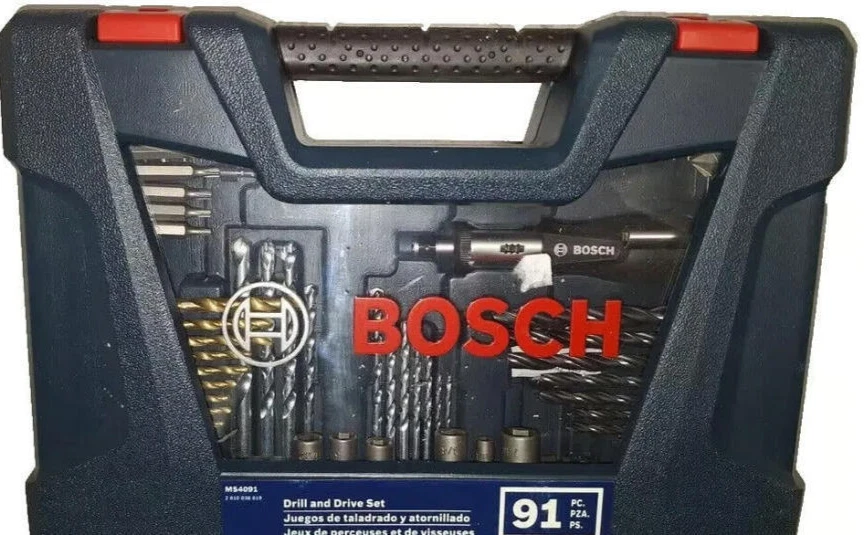 BOSCH
BOSCH
MS4091
Drill and Drive Set
Juegos de taladrado y atornillado
Jeux de perceuses et de visseuses
91 PC.
PZA.
PS.